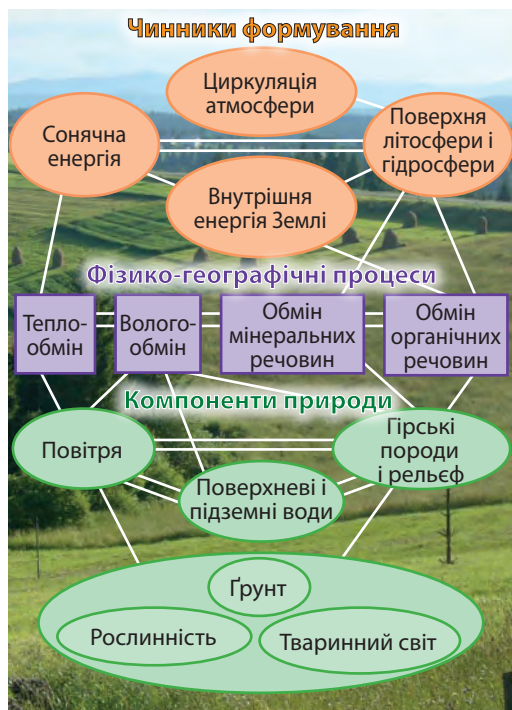 Чинники формування
Циркуляція
атмосфери
Сонячна
енергія
Поверхня
літосфери і
гідросфери
Внутрішня
енергія Землі
Фізико-географічні процеси
Тепло-
обмін
Волого-
обмін
Обмін
мінеральних
речовин
Обмін
органічних
речовин
Компоненти природи
Повітря
Гірські
породи
і рельєф
Поверхневі і
підземні води
Ґрунт
Рослинність
Тваринний світ